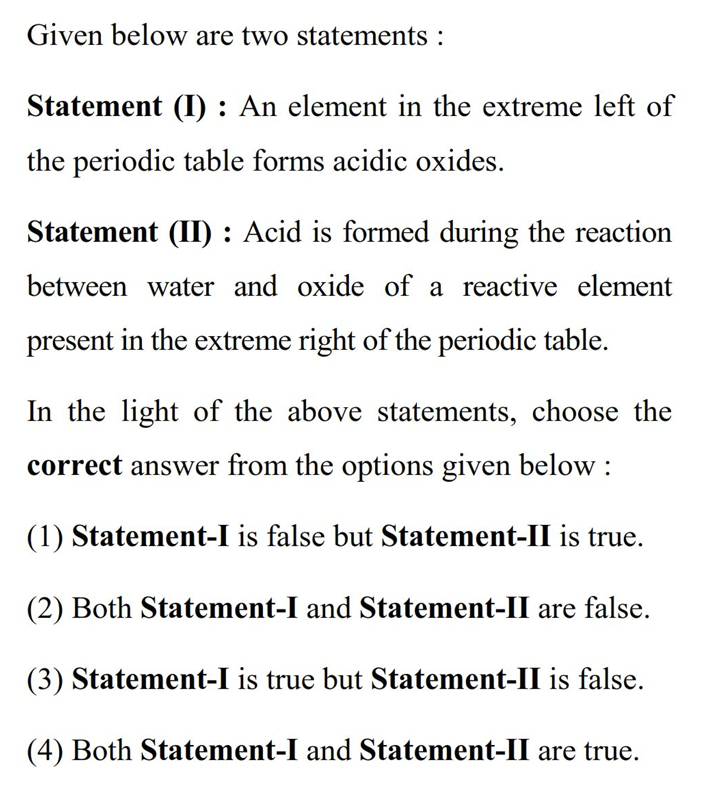 Given below are two statements :
Statement (I) : An element in the extreme left of
the periodic table forms acidic oxides.
Statement (II) : Acid is formed during the reaction
between water and oxide of a reactive element
present in the extreme right of the periodic table.
In the light of the above statements, choose the
correct answer from the options given below :
(1) Statement-I is false but Statement-II is true.
(2) Both Statement-I and Statement-II are false.
(3) Statement-I is true but Statement-II is false.
(4) Both Statement-I and Statement-II are true.